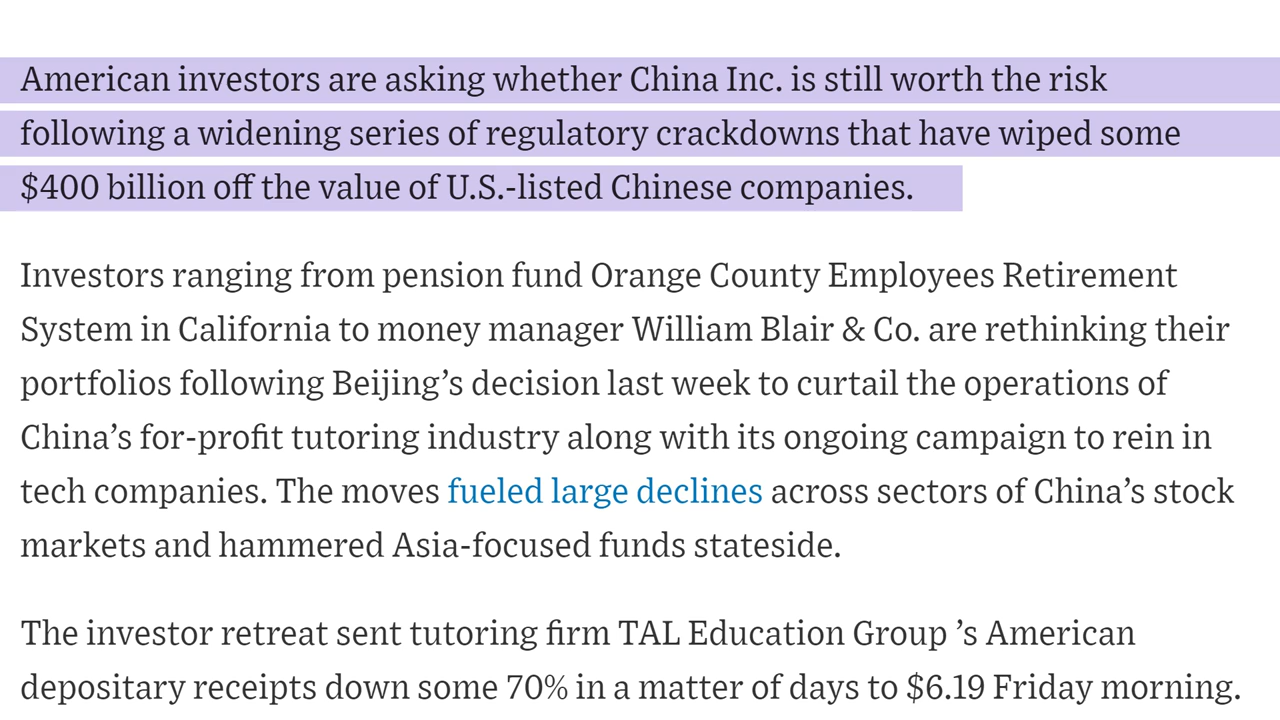 American investors are asking whether China Inc. is still worth the risk
following a widening series of regulatory crackdowns that have wiped some
$400 billion off the value of U.S.-listed Chinese companies.
Investors ranging from pension fund Orange County Employees Retirement
System in California to money manager William Blair & Co. are rethinking their
portfolios following Beijing’s decision last week to curtail the operations of
China’s for-profit tutoring industry along with its ongoing campaign to rein in
tech companies. The moves fueled large declines across sectors of China’s stock
markets and hammered Asia-focused funds stateside.
The investor retreat sent tutoring firm TAL Education Group ’s American
depositary receipts down some 70% in a matter of days to $6.19 Friday morning.